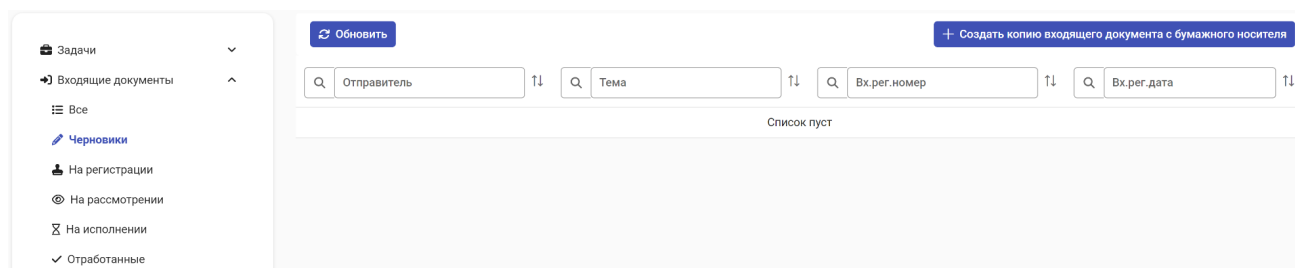 Задачи
Входящие документы
Все
Черновики
На регистрации
На рассмотрении
На исполнении
Отработанные
Обновить
Создать копию входящего документа с бумажного носителя
Отправитель
Тема
Вх.рег.номер
Вх.рег.дата
Список пуст